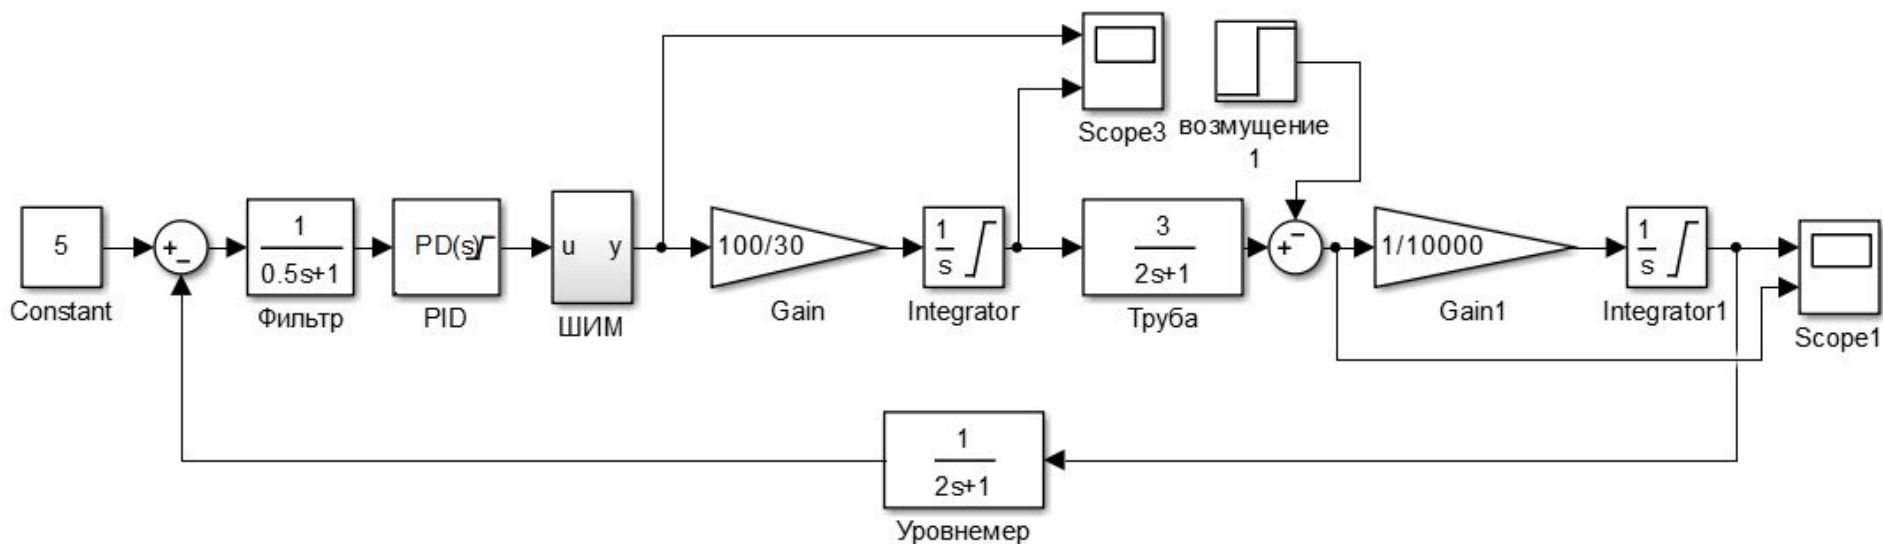 Scope3
возмущение
1
5
Constant
1
0.5s+1
Фильтр
PD(s)
PID
u y
ШИМ
100/30
Gain
1
s
Integrator
3
2s+1
Труба
1/10000
Gain1
1
s
Integrator1
Scope1
1
2s+1
Уровнемер